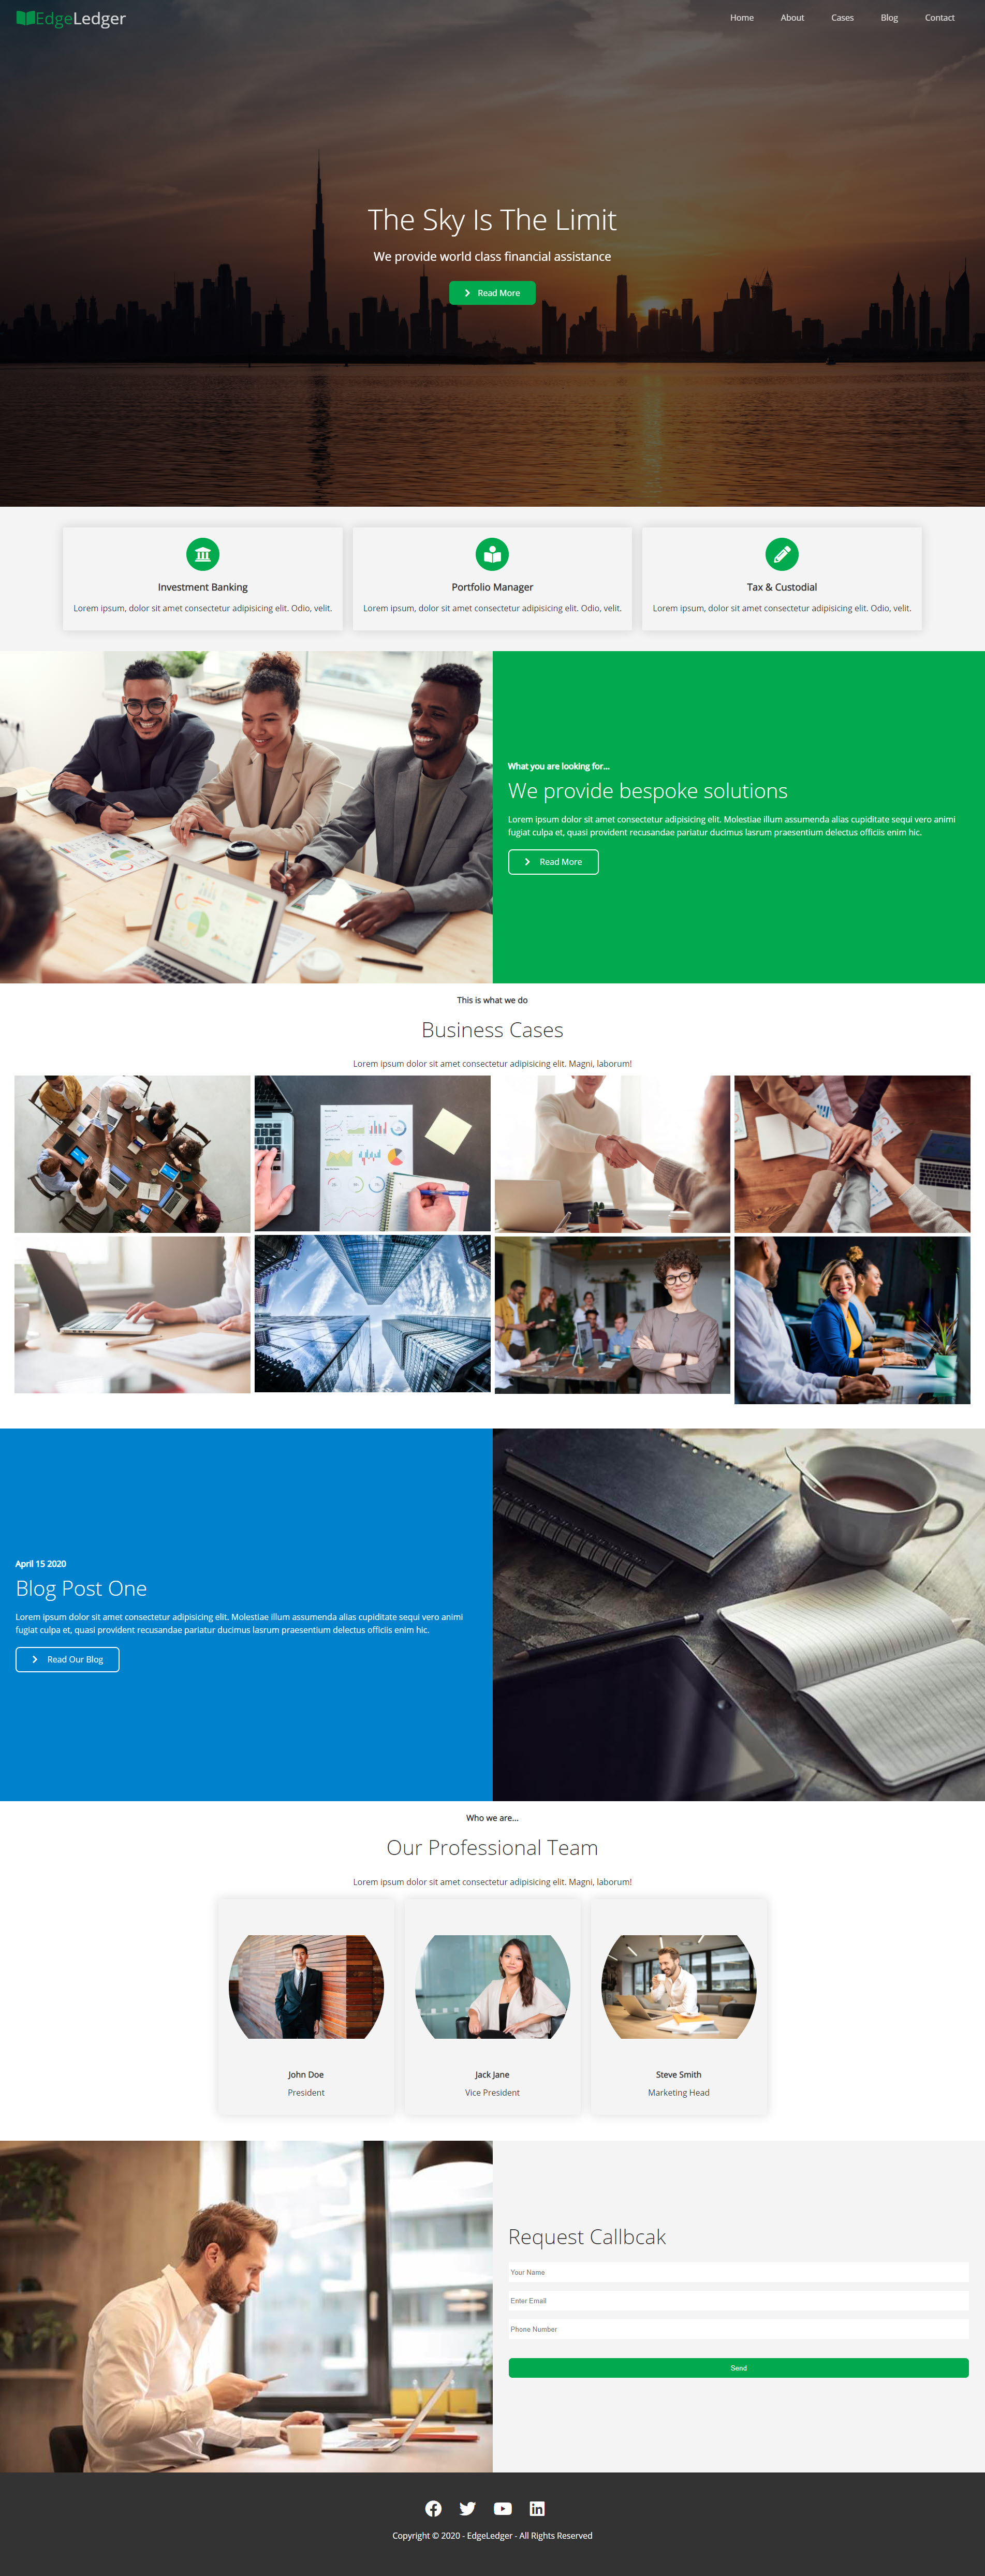 EdgeLedger
Home About Cases Blog Contact
The Sky Is The Limit
We provide world class financial assistance
Read More
Investment Banking
Lorem ipsum, dolor sit amet consectetur adipisicing elit. Odio, velit.
Portfolio Manager
Lorem ipsum, dolor sit amet consectetur adipisicing elit. Odio, velit.
Tax & Custodial
Lorem ipsum, dolor sit amet consectetur adipisicing elit. Odio, velit.
What you are looking for...
We provide bespoke solutions
Lorem ipsum dolor sit amet consectetur adipisicing elit. Molestiae illum assumenda alias cupiditate sequi vero animi
fugiat culpa et, quasi provident recusandae pariatur ducimus lasrum praesentium delectus officiis enim hic.
Read More
This is what we do
Business Cases
Lorem ipsum dolor sit amet consectetur adipisicing elit. Magni, laborum!
April 15 2020
Blog Post One
Lorem ipsum dolor sit amet consectetur adipisicing elit. Molestiae illum assumenda alias cupiditate sequi vero animi
fugiat culpa et, quasi provident recusandae pariatur ducimus lasrum praesentium delectus officiis enim hic.
Read Our Blog
Who we are...
Our Professional Team
Lorem ipsum dolor sit amet consectetur adipisicing elit. Magni, laborum!
John Doe
President
Jack Jane
Vice President
Steve Smith
Marketing Head
Request Callbcak
Your Name
Enter Email
Phone Number
Send
Copyright © 2020 - EdgeLedger - All Rights Reserved